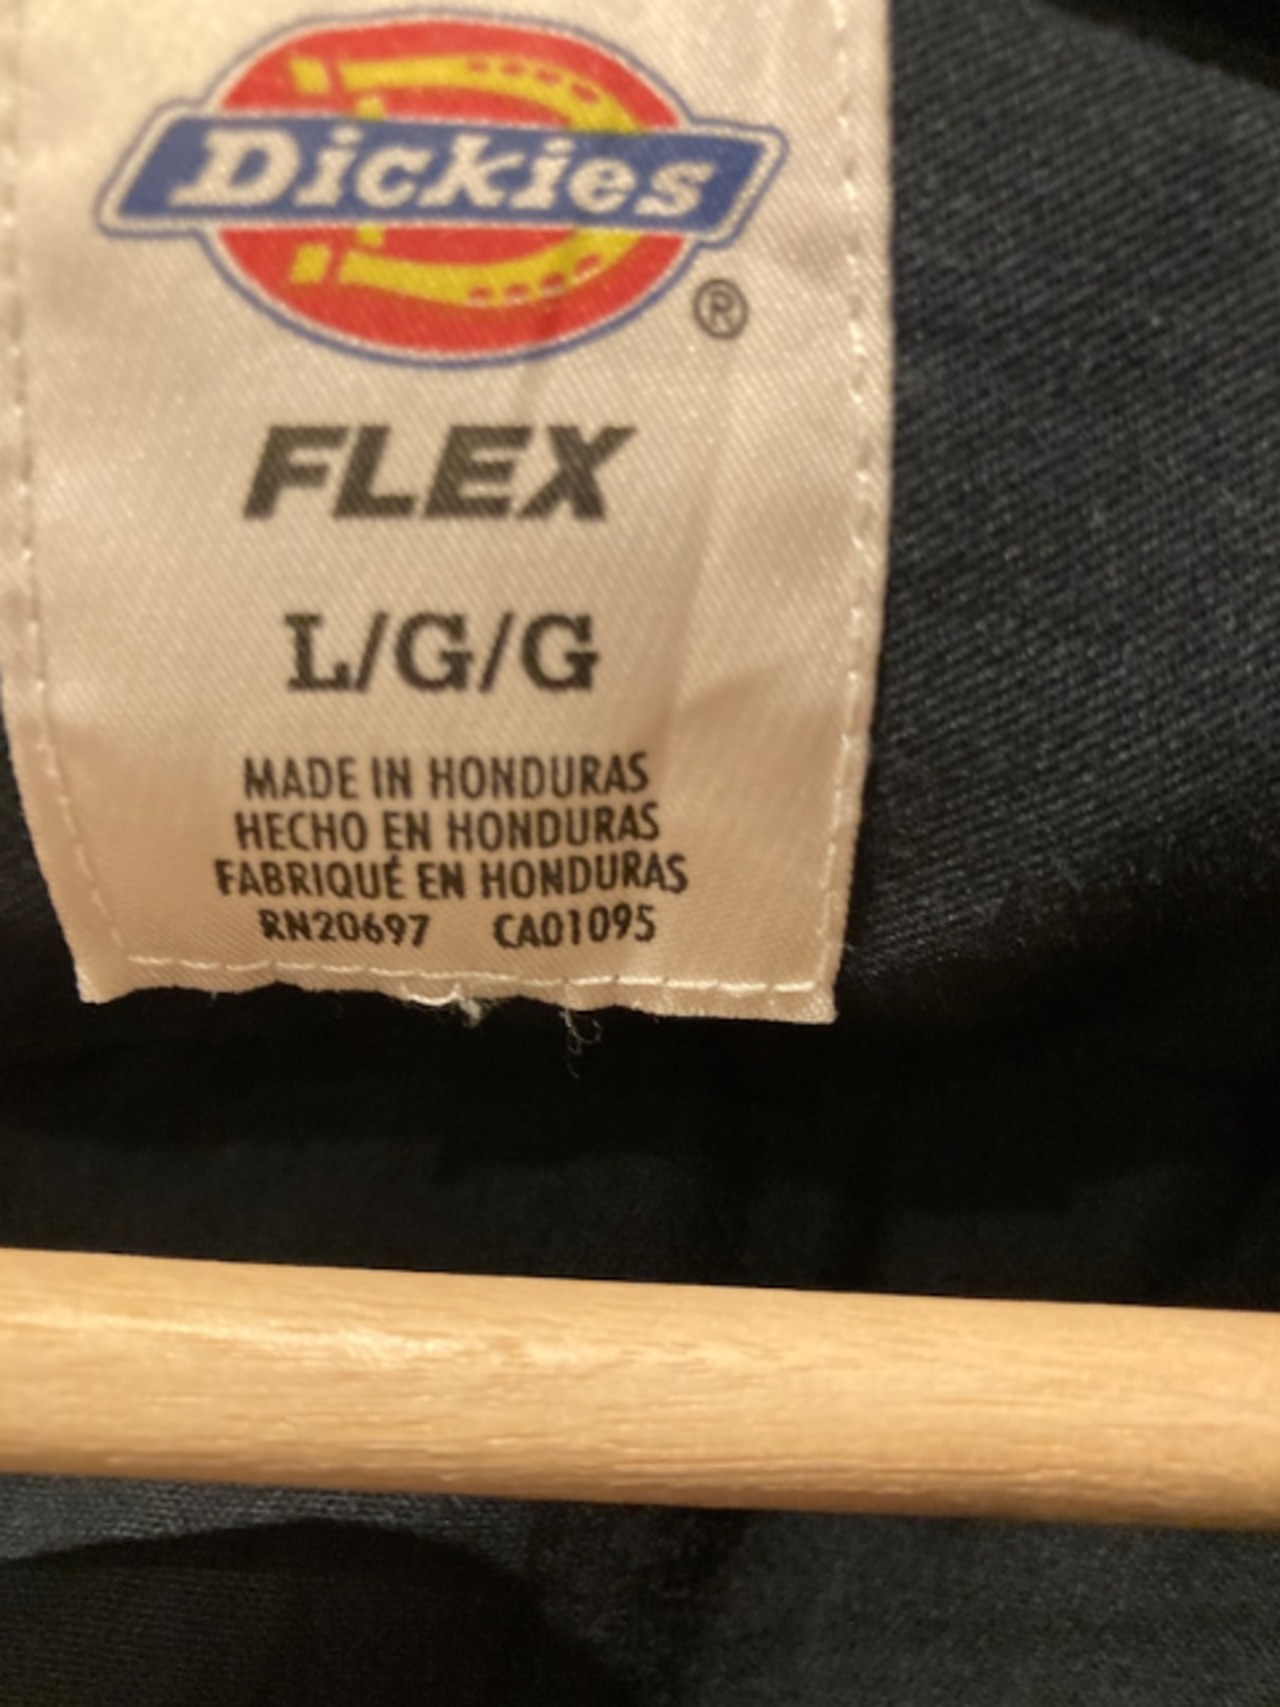 Dickies
®
FLEX
L/G/G
MADE IN HONDURAS
HECHO EN HONDURAS
FABRIQUÉ EN HONDURAS
RN20697 CA01095